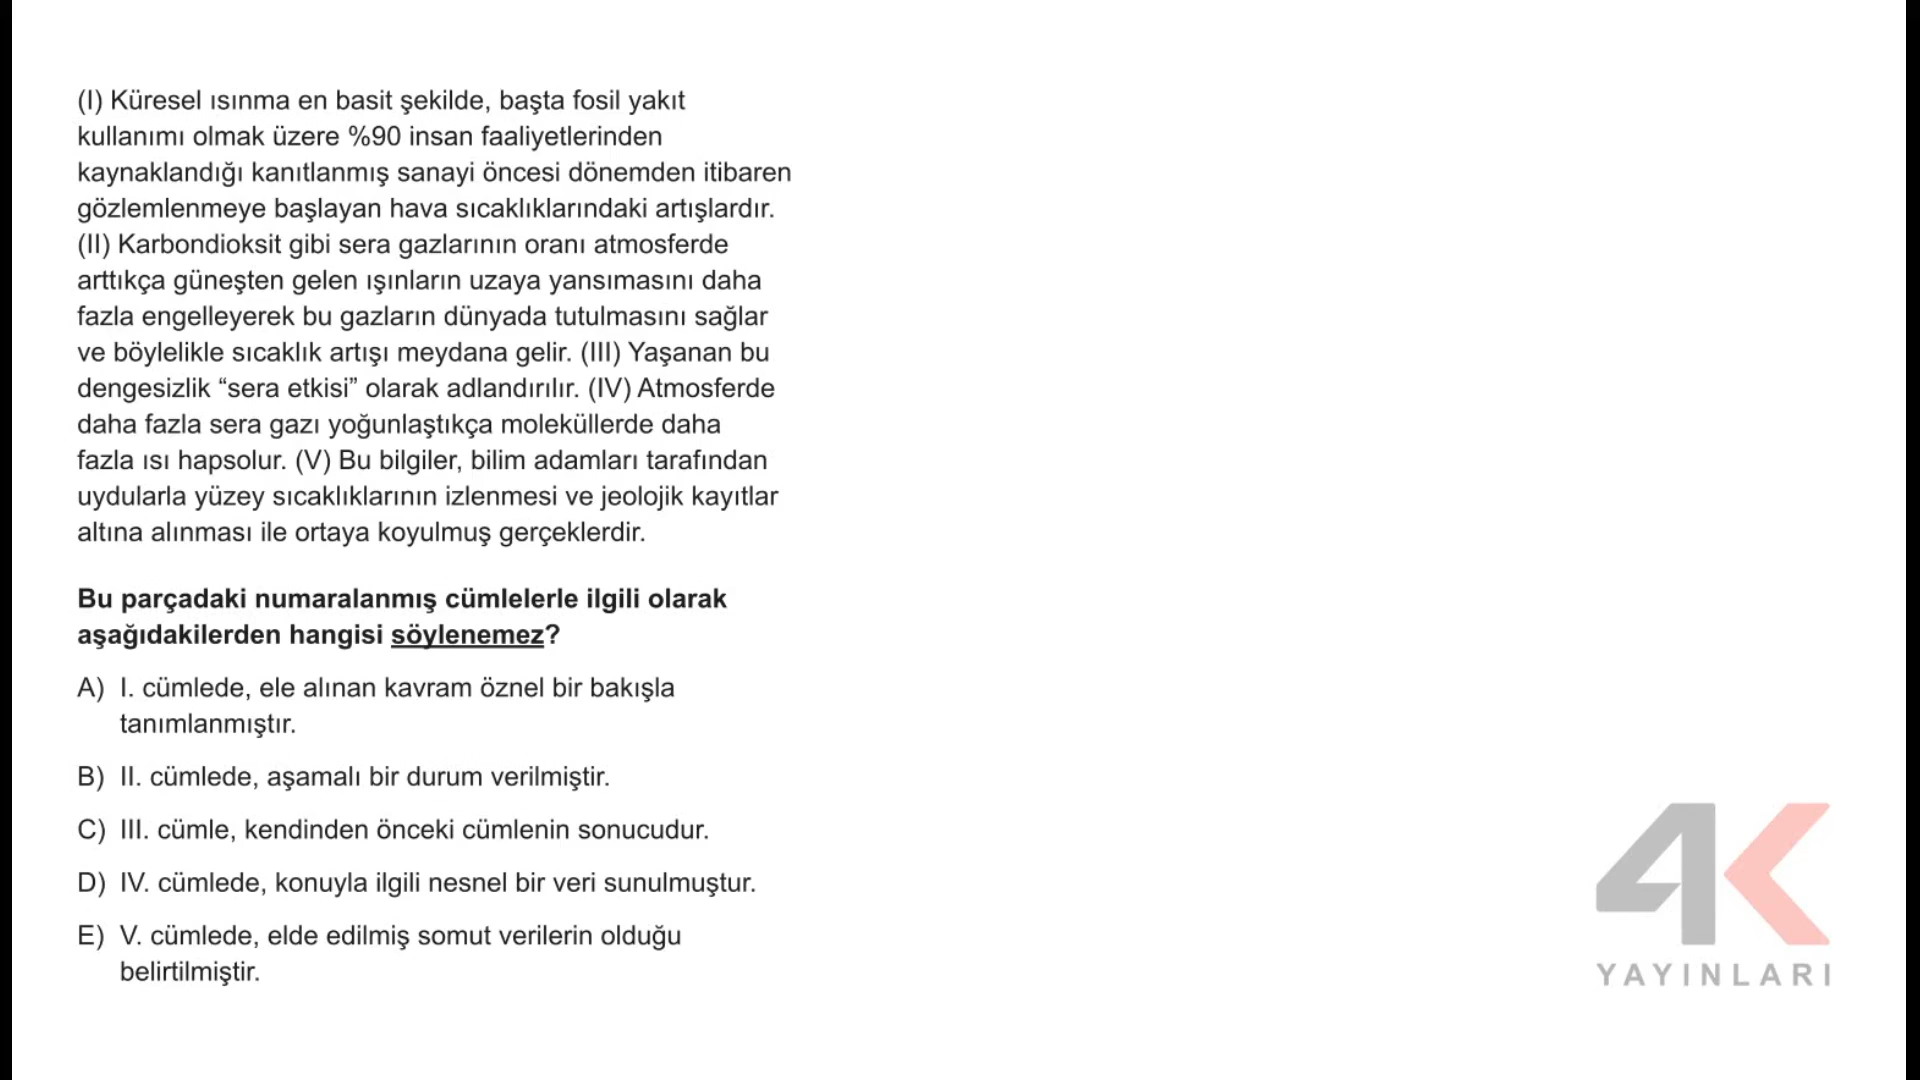 (I) Küresel ısınma en basit şekilde, başta fosil yakıt
kullanımı olmak üzere %90 insan faaliyetlerinden
kaynaklandığı kanıtlanmış sanayi öncesi dönemden itibaren
gözlemlenmeye başlayan hava sıcaklıklarındaki artışlardır.
(II) Karbondioksit gibi sera gazlarının oranı atmosferde
arttıkça güneşten gelen ışınların uzaya yansımasını daha
fazla engelleyerek bu gazların dünyada tutulmasını sağlar
ve böylelikle sıcaklık artışı meydana gelir. (III) Yaşanan bu
dengesizlik “sera etkisi” olarak adlandırılır. (IV) Atmosferde
daha fazla sera gazı yoğunlaştıkça moleküllerde daha
fazla ısı hapsolur. (V) Bu bilgiler, bilim adamları tarafından
uydularla yüzey sıcaklıklarının izlenmesi ve jeolojik kayıtlar
altına alınması ile ortaya koyulmuş gerçeklerdir.
Bu parçadaki numaralanmış cümlelerle ilgili olarak
aşağıdakilerden hangisi söylenemez?
A) I. cümlede, ele alınan kavram öznel bir bakışla
tanımlanmıştır.
B) II. cümlede, aşamalı bir durum verilmiştir.
C) III. cümle, kendinden önceki cümlenin sonucudur.
D) IV. cümlede, konuyla ilgili nesnel bir veri sunulmuştur.
E) V. cümlede, elde edilmiş somut verilerin olduğu
belirtilmiştir.
4K
YAYINLARI